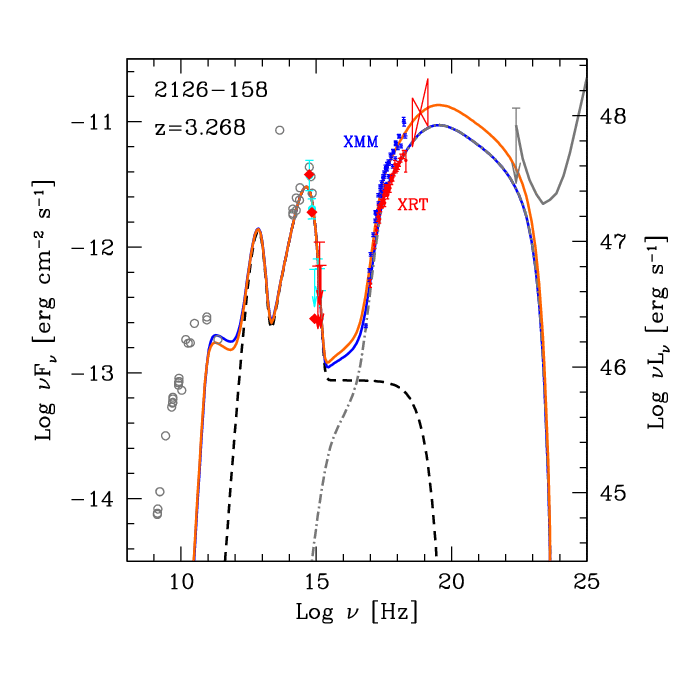 2126−158
z=3.268
XMM
XRT
−11
−12
−13
−14
48
47
46
45
10
15
20
25
Log ν [Hz]
Log νFν [erg cm⁻² s⁻¹]
Log νLν [erg s⁻¹]